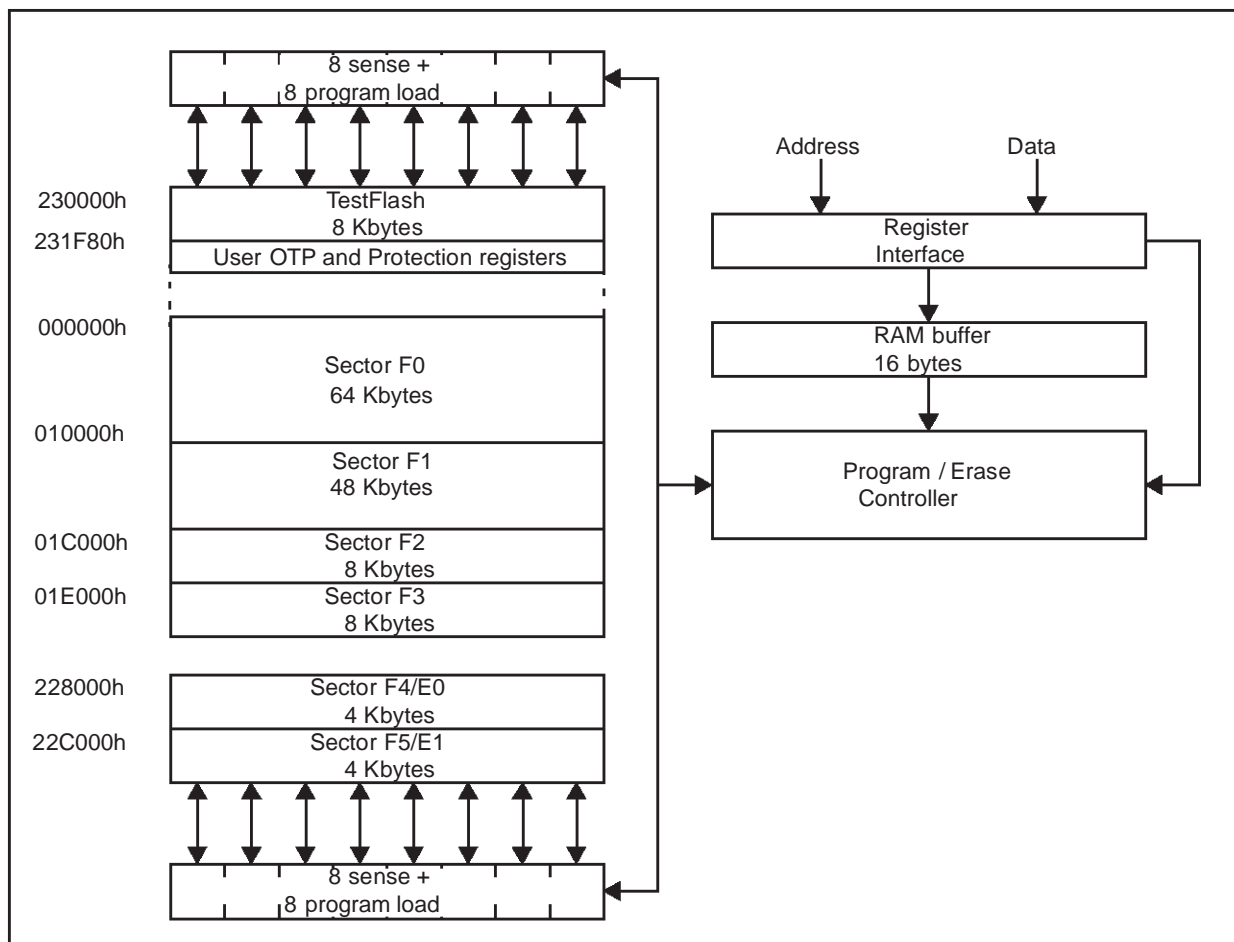 8 sense +
8 program load
230000h
TestFlash
8 Kbytes
231F80h
User OTP and Protection registers
000000h
Sector F0
64 Kbytes
010000h
Sector F1
48 Kbytes
01C000h
Sector F2
8 Kbytes
01E000h
Sector F3
8 Kbytes
228000h
Sector F4/E0
4 Kbytes
22C000h
Sector F5/E1
4 Kbytes
8 sense +
8 program load
Address
Data
Register
Interface
RAM buffer
16 bytes
Program / Erase
Controller